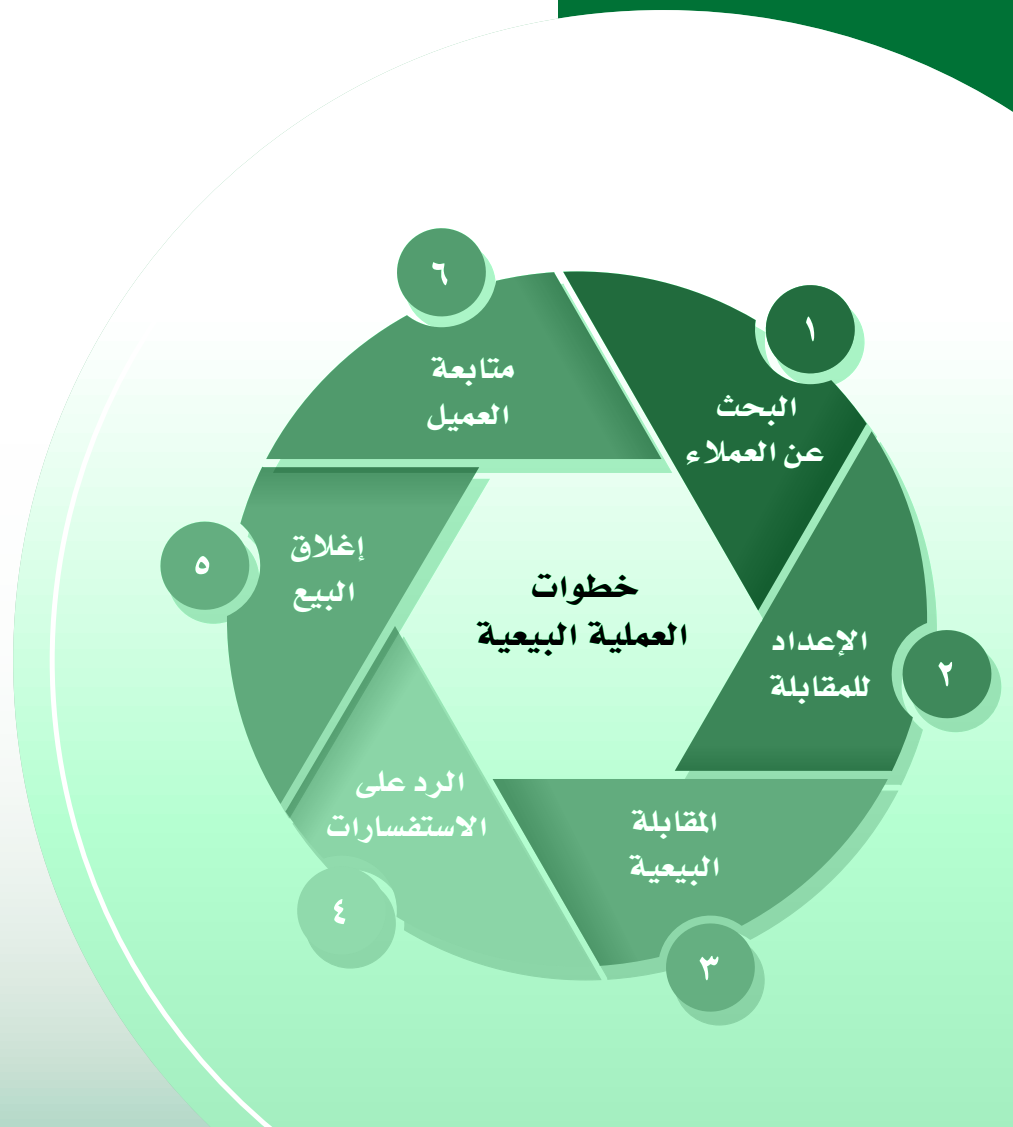 خطوات
العملية البيعية
١
البحث
عن العملاء
٢
الإعداد
للمقابلة
٣
المقابلة
البيعية
٤
الرد على
الاستفسارات
٥
إغلاق
البيع
٦
متابعة
العميل